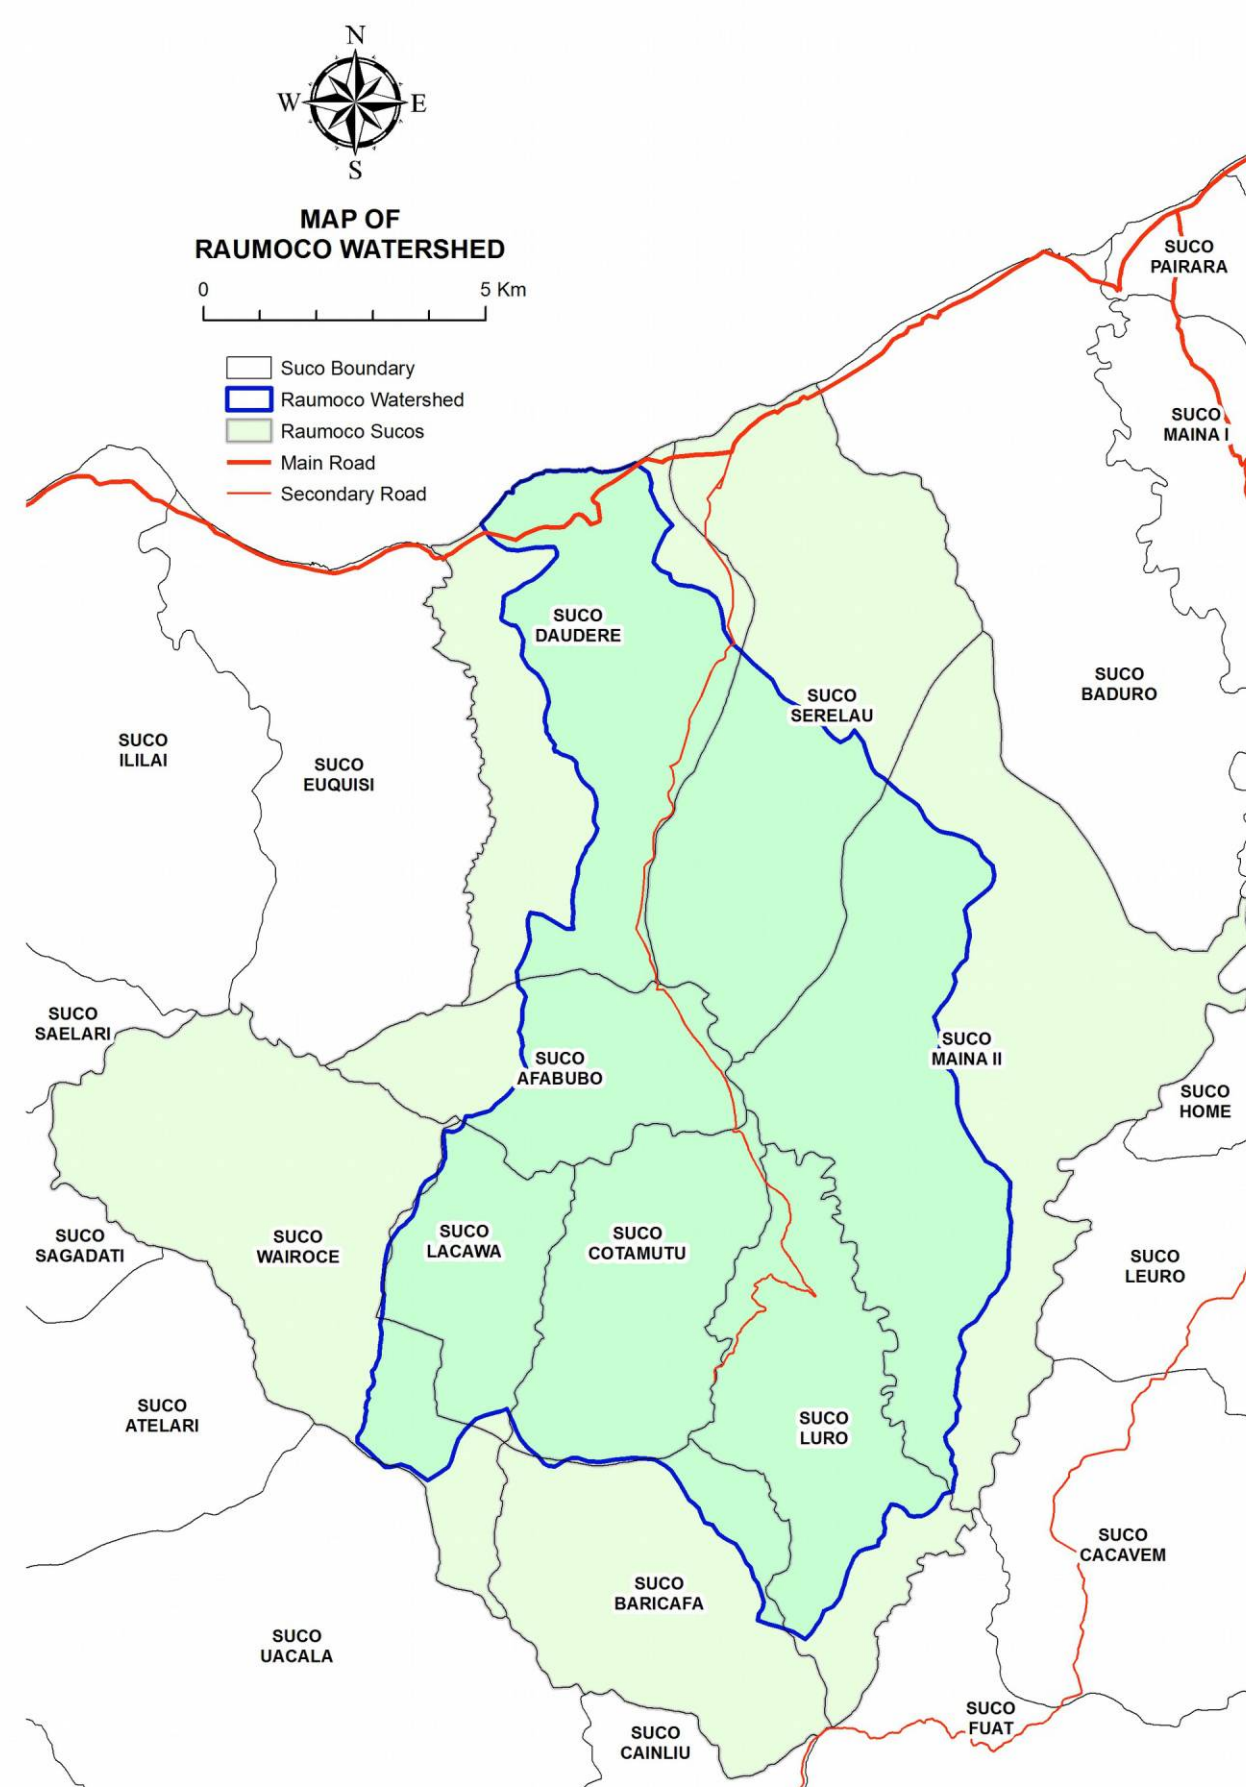 N
W E
S
MAP OF
RAUMOCO WATERSHED
0 5 Km
Suco Boundary
Raumoco Watershed
Raumoco Sucos
Main Road
Secondary Road
SUCO
PAIRARA
SUCO
MAINA I
SUCO
DAUDERE
SUCO
SERELAU
SUCO
BADURO
SUCO
ILILAI
SUCO
EUQUISI
SUCO
SAELARI
SUCO
AFABUBO
SUCO
MAINA II
SUCO
HOME
SUCO
SAGADATI
SUCO
WAIROCE
SUCO
LACAWA
SUCO
COTAMUTU
SUCO
LEURO
SUCO
ATELARI
SUCO
LURO
SUCO
CACAVEM
SUCO
BARICAFA
SUCO
UACALA
SUCO
FUAT
SUCO
CAINLIU